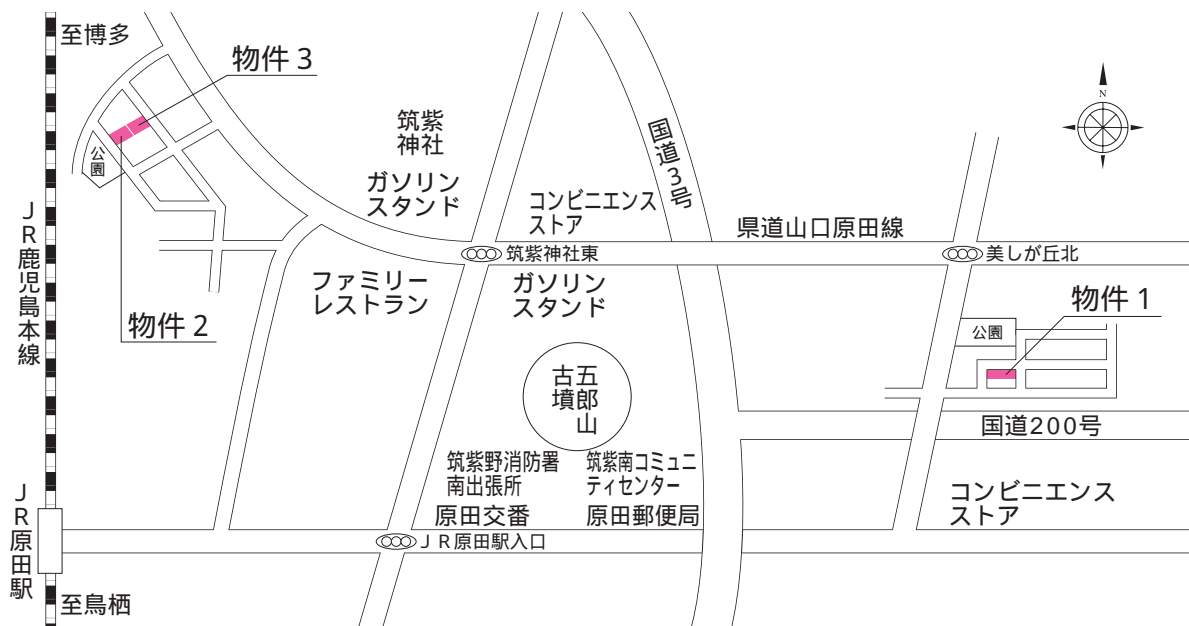 至博多
物件３
筑紫
神社
国道3号
N
公園
ガソリン
スタンド
コンビニエンス
ストア
県道山口原田線
ＪＲ鹿児島本線
筑紫神社東
美しが丘北
ファミリー
レストラン
ガソリン
スタンド
物件１
物件２
公園
五郎山
古墳
国道200号
筑紫野消防署
南出張所
筑紫南コミュニ
ティセンター
コンビニエンス
ストア
原田交番
原田郵便局
ＪＲ原田駅
ＪＲ原田駅入口
至鳥栖